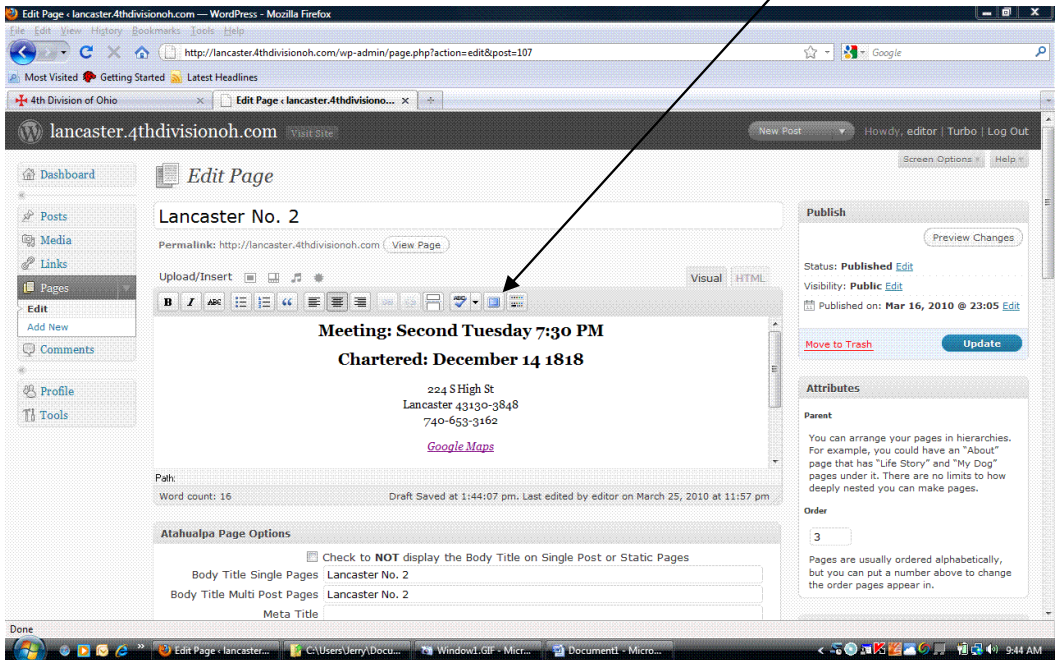 Edit Page ‹ lancaster.4thdivisionoh.com — WordPress - Mozilla Firefox
File Edit View History Bookmarks Tools Help
http://lancaster.4thdivisionoh.com/wp-admin/page.php?action=edit&post=107
Google
Most Visited Getting Started Latest Headlines
4th Division of Ohio
Edit Page ‹ lancaster.4thdivisiono...
lancaster.4thdivisionoh.com Visit Site
New Post
Howdy, editor | Turbo | Log Out
Screen Options Help
Dashboard
Posts
Media
Links
Pages
Edit
Add New
Comments
Profile
Tools
Edit Page
Lancaster No. 2
Permalink: http://lancaster.4thdivisionoh.com View Page
Upload/Insert
Visual HTML
B I ABC
ABC
Meeting: Second Tuesday 7:30 PM
Chartered: December 14 1818
224 S High St
Lancaster 43130-3848
740-653-3162
Google Maps
Path:
Word count: 16
Draft Saved at 1:44:07 pm. Last edited by editor on March 25, 2010 at 11:57 pm
Atahualpa Page Options
Check to NOT display the Body Title on Single Post or Static Pages
Body Title Single Pages Lancaster No. 2
Body Title Multi Post Pages Lancaster No. 2
Meta Title
Publish
Preview Changes
Status: Published Edit
Visibility: Public Edit
Published on: Mar 16, 2010 @ 23:05 Edit
Move to Trash
Update
Attributes
Parent
You can arrange your pages in hierarchies.
For example, you could have an "About"
page that has "Life Story" and "My Dog"
pages under it. There are no limits to how
deeply nested you can make pages.
Order
3
Pages are usually ordered alphabetically,
but you can put a number above to change
the order pages appear in.
Done
Edit Page ‹ lancaster...
C:\Users\Jerry\Docu...
Window1.GIF - Micr...
Document1 - Micro...
9:44 AM